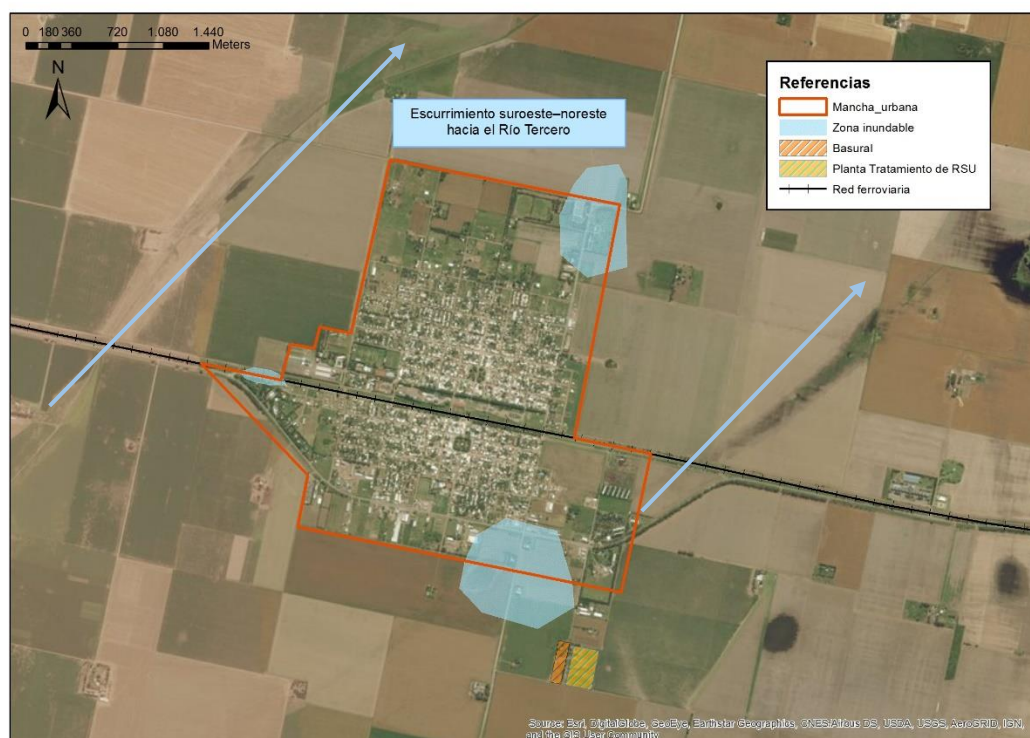 0 180 360 720 1.080 1.440
Meters
N
Escurrimiento suroeste–noreste
hacia el Río Tercero
Referencias
Mancha_urbana
Zona inundable
Basural
Planta Tratamiento de RSU
Red ferroviaria
Source: Esri, DigitalGlobe, GeoEye, Earthstar Geographics, CNES/Airbus DS, USDA, USGS, AeroGRID, IGN,
and the GIS User Community